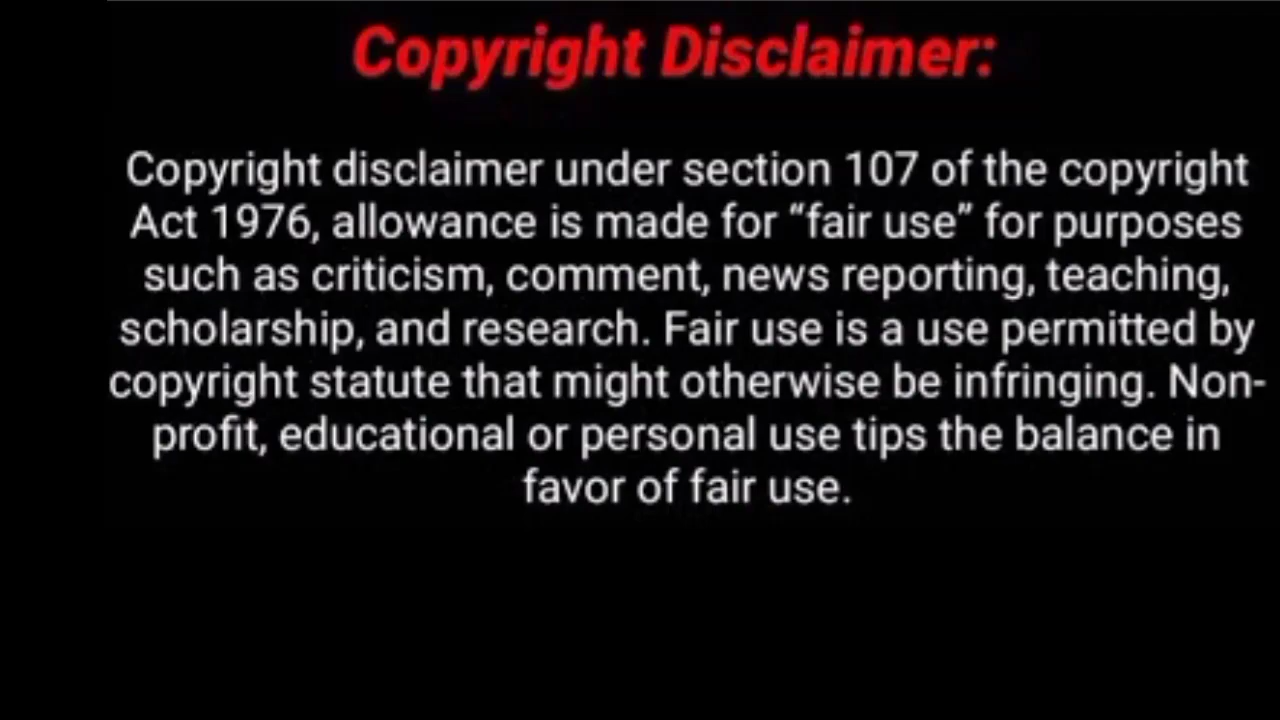 Copyright Disclaimer:
Copyright disclaimer under section 107 of the copyright
Act 1976, allowance is made for “fair use” for purposes
such as criticism, comment, news reporting, teaching,
scholarship, and research. Fair use is a use permitted by
copyright statute that might otherwise be infringing. Non-
profit, educational or personal use tips the balance in
favor of fair use.